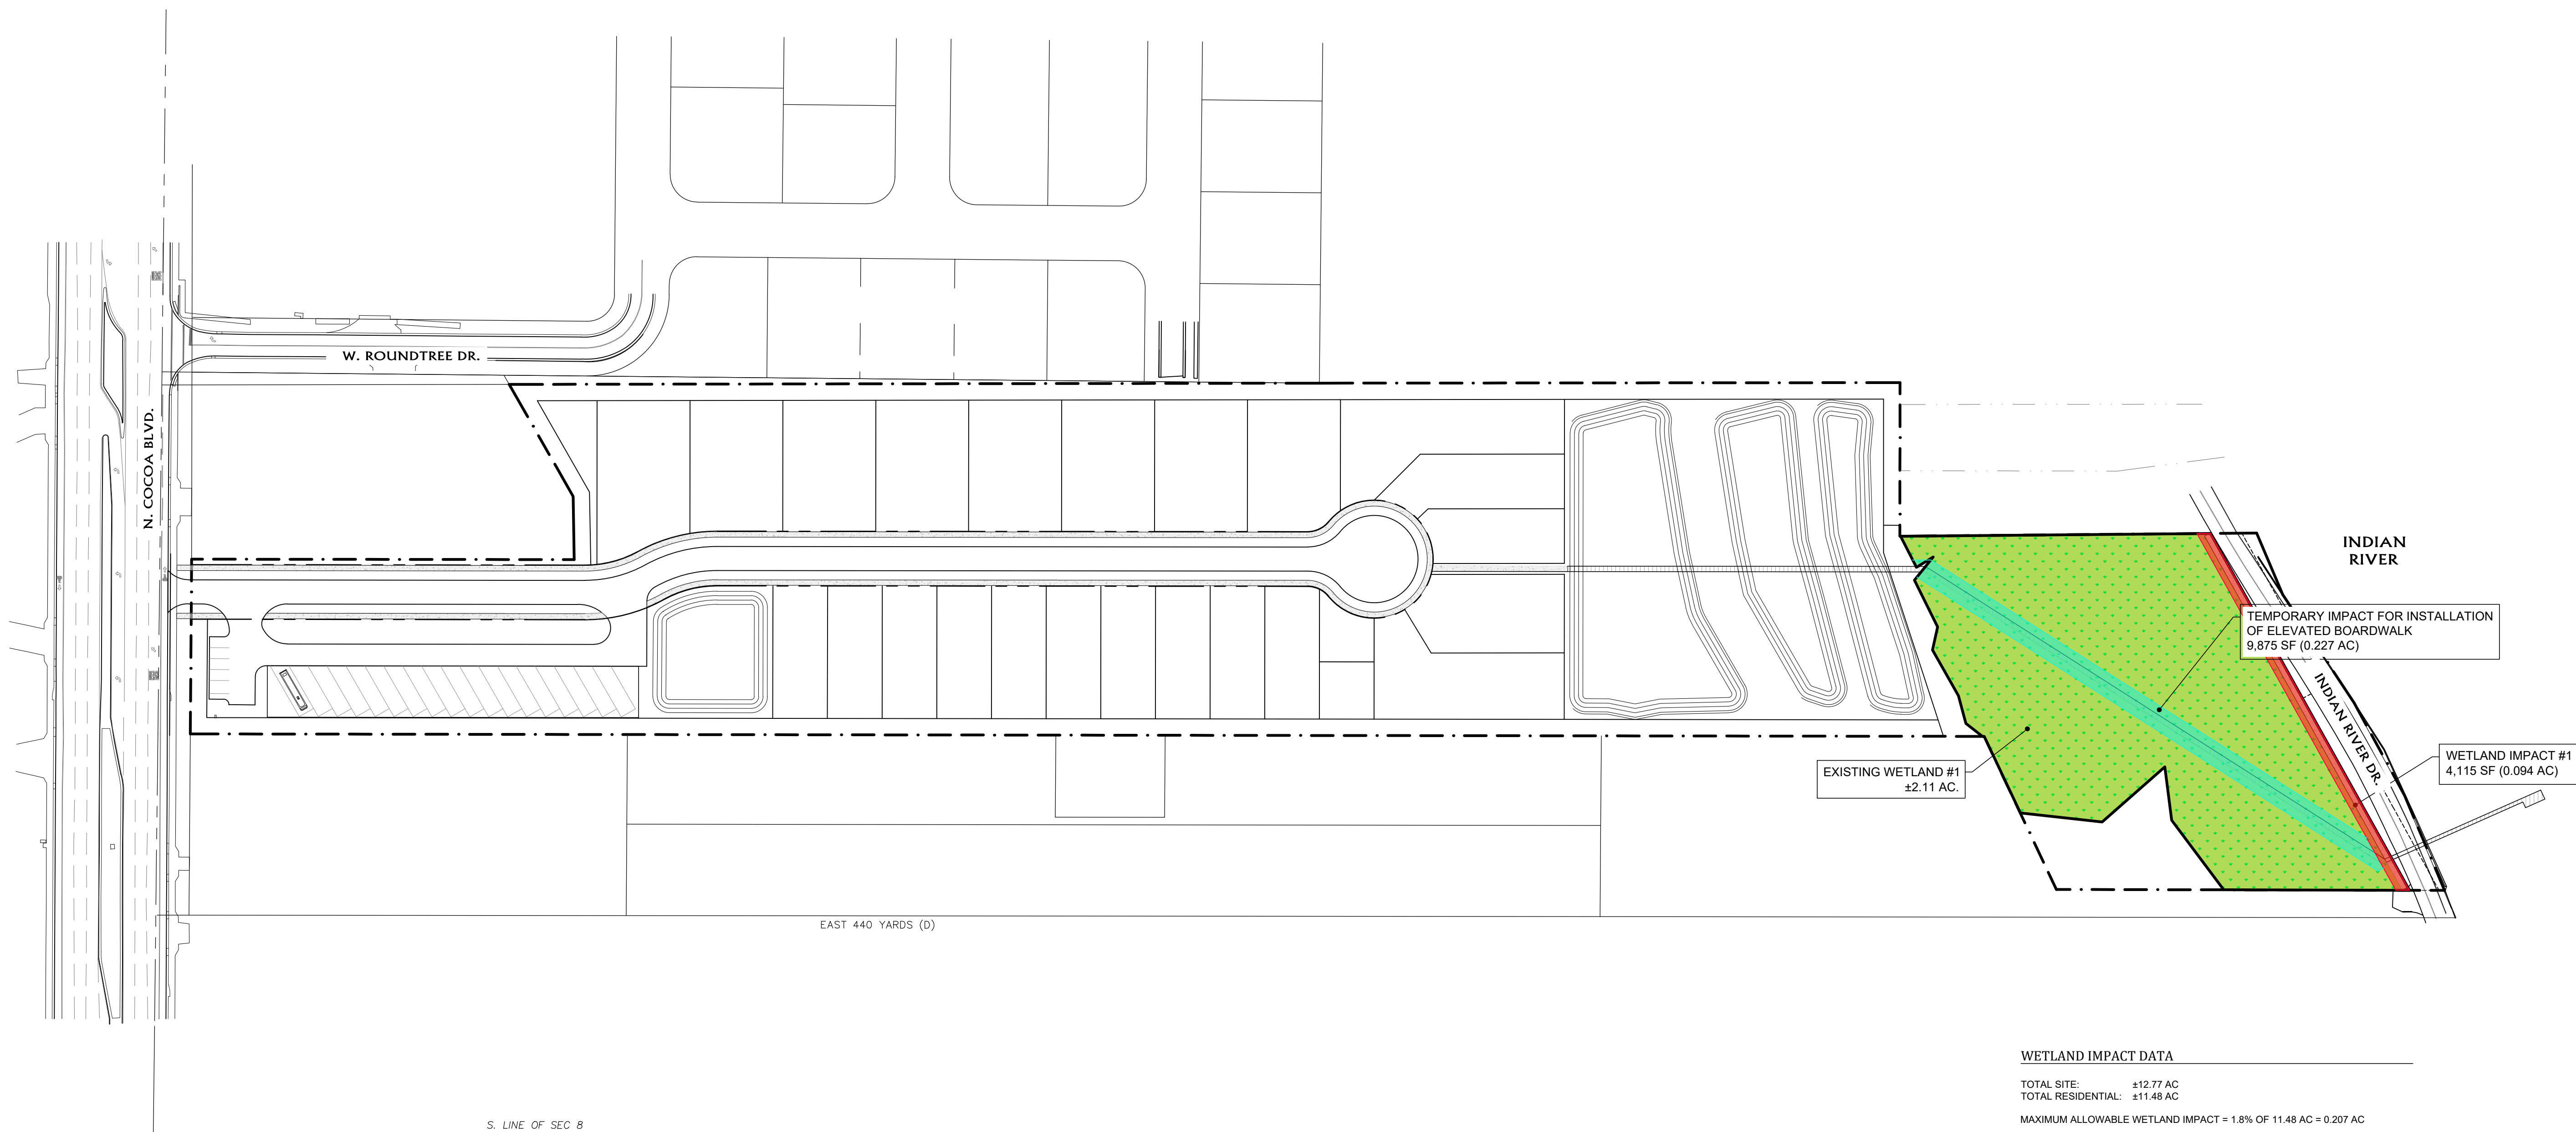 W. ROUNDTREE DR.
N. COCOA BLVD.
INDIAN
RIVER
TEMPORARY IMPACT FOR INSTALLATION
OF ELEVATED BOARDWALK
9,875 SF (0.227 AC)
INDIAN RIVER DR.
WETLAND IMPACT #1
4,115 SF (0.094 AC)
EXISTING WETLAND #1
±2.11 AC.
EAST 440 YARDS (D)
WETLAND IMPACT DATA
TOTAL SITE: ±12.77 AC
TOTAL RESIDENTIAL: ±11.48 AC
MAXIMUM ALLOWABLE WETLAND IMPACT = 1.8% OF 11.48 AC = 0.207 AC
S. LINE OF SEC 8